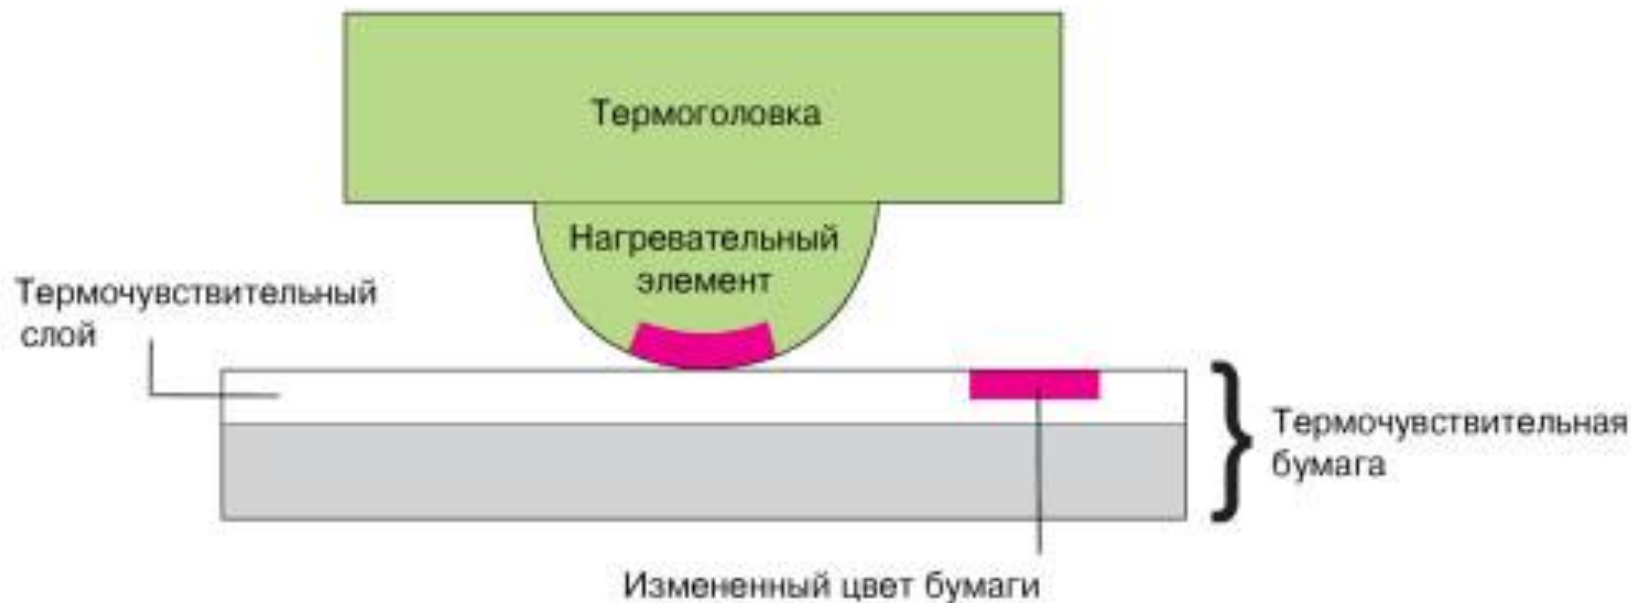 Термоголовка
Нагревательный
элемент
Термочувствительный
слой
Термочувствительная
бумага
Измененный цвет бумаги